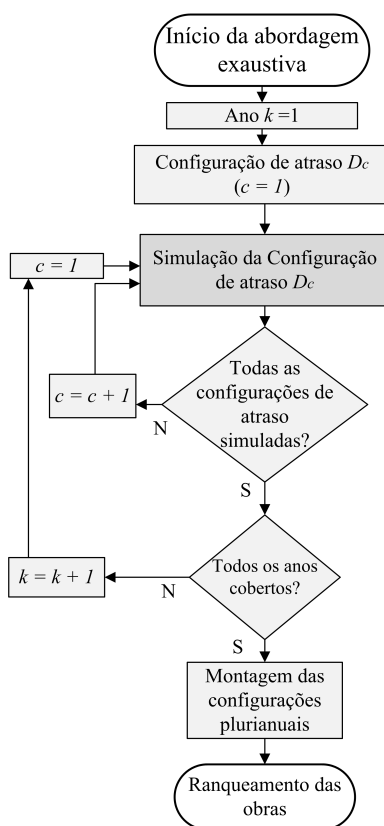 Início da abordagem
exaustiva
Ano k =1
Configuração de atraso Dc
(c = 1)
Simulação da Configuração
de atraso Dc
c = 1
Todas as
configurações de
atraso
simuladas?
c = c + 1
N
S
Todos os anos
cobertos?
k = k + 1
N
S
Montagem das
configurações
plurianuais
Ranqueamento das
obras